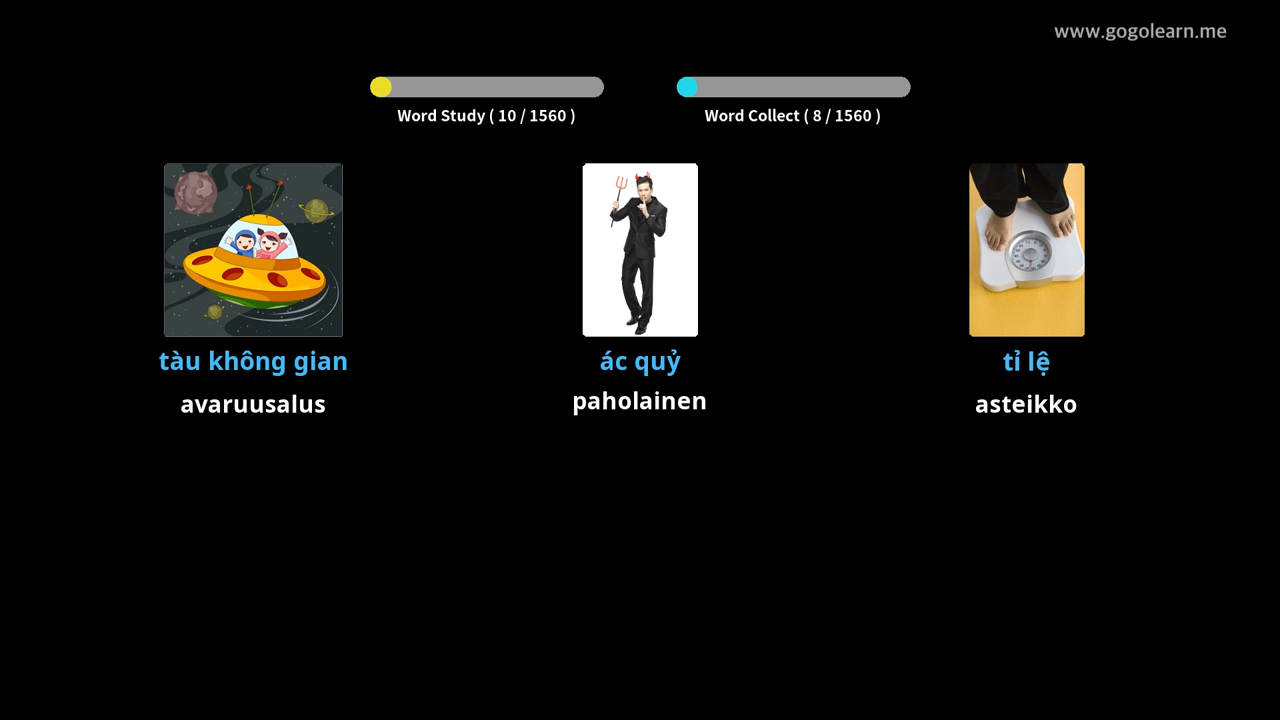 www.gogolearn.me
Word Study ( 10 / 1560 )
Word Collect ( 8 / 1560 )
tàu không gian
avaruusalus
ác quỷ
paholainen
tỉ lệ
asteikko